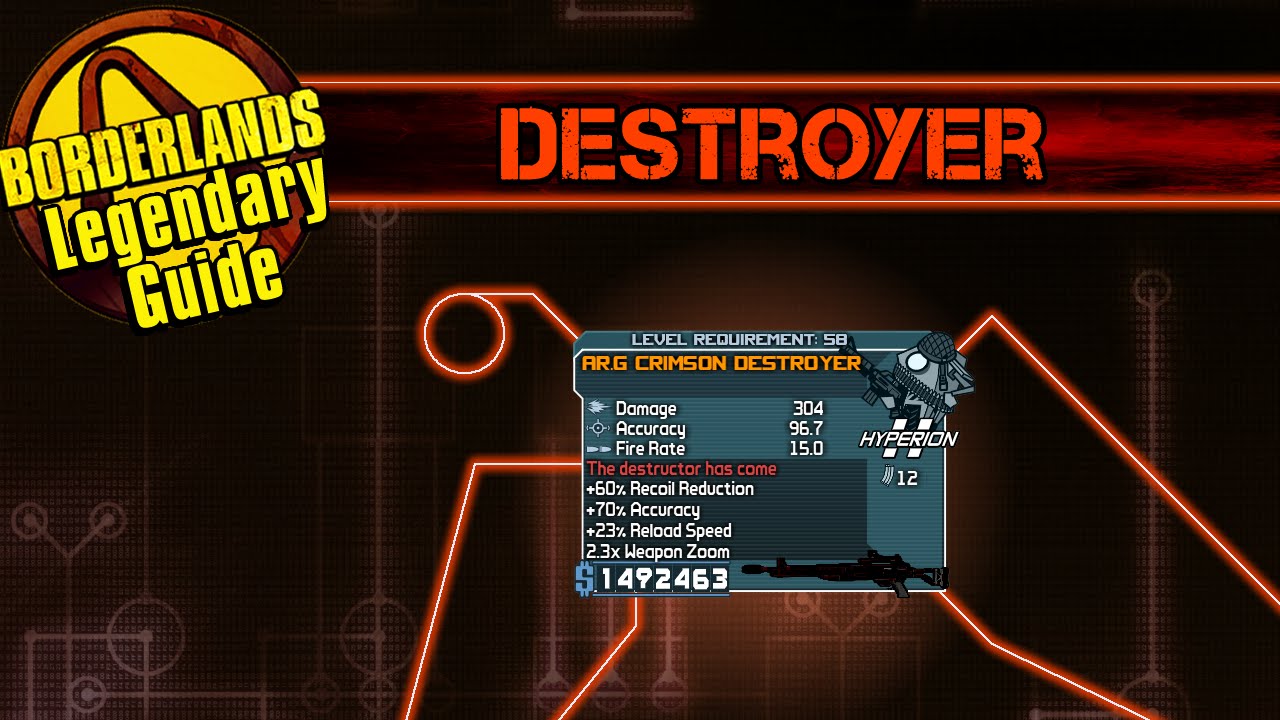 BORDERLANDS
Legendary
Guide
DESTROYER
LEVEL REQUIREMENT: 58
AR.G CRIMSON DESTROYER
Damage 304
Accuracy 96.7
Fire Rate 15.0
HYPERION
12
The destructor has come
+60% Recoil Reduction
+70% Accuracy
+23% Reload Speed
2.3x Weapon Zoom
$1492463